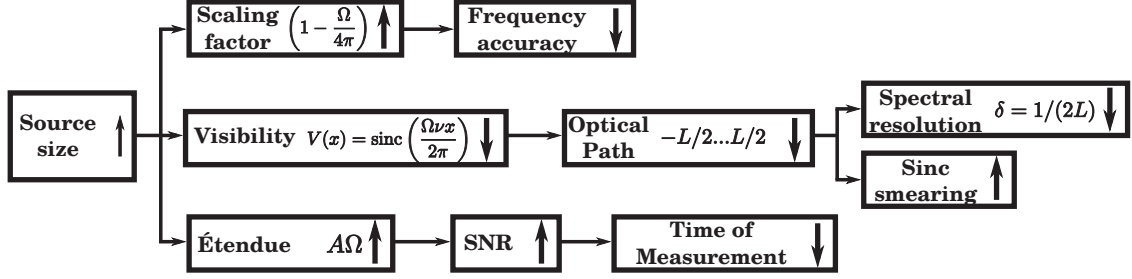 Source
size
Scaling
factor (1 − Ω/4π)
Frequency
accuracy
Visibility V(x) = sinc(Ωνx/2π)
Optical
Path −L/2...L/2
Spectral
resolution δ = 1/(2L)
Sinc
smearing
Étendue AΩ
SNR
Time of
Measurement